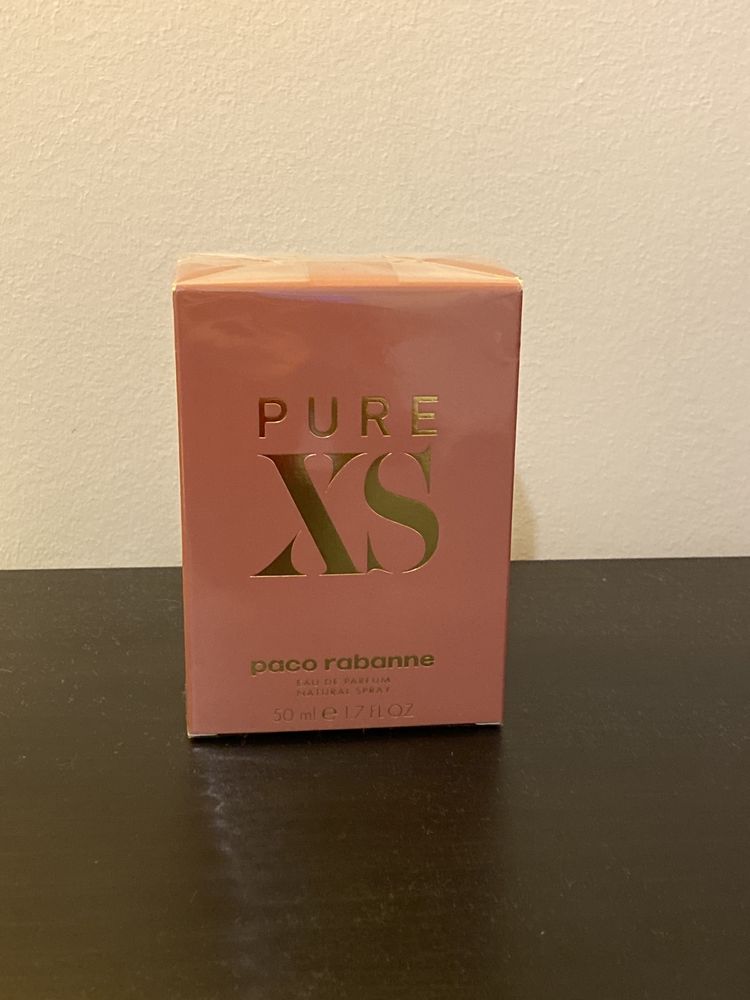 PURE
XS
paco rabanne
EAU DE PARFUM
NATURAL SPRAY
50 ml ℮ 1.7 FL OZ